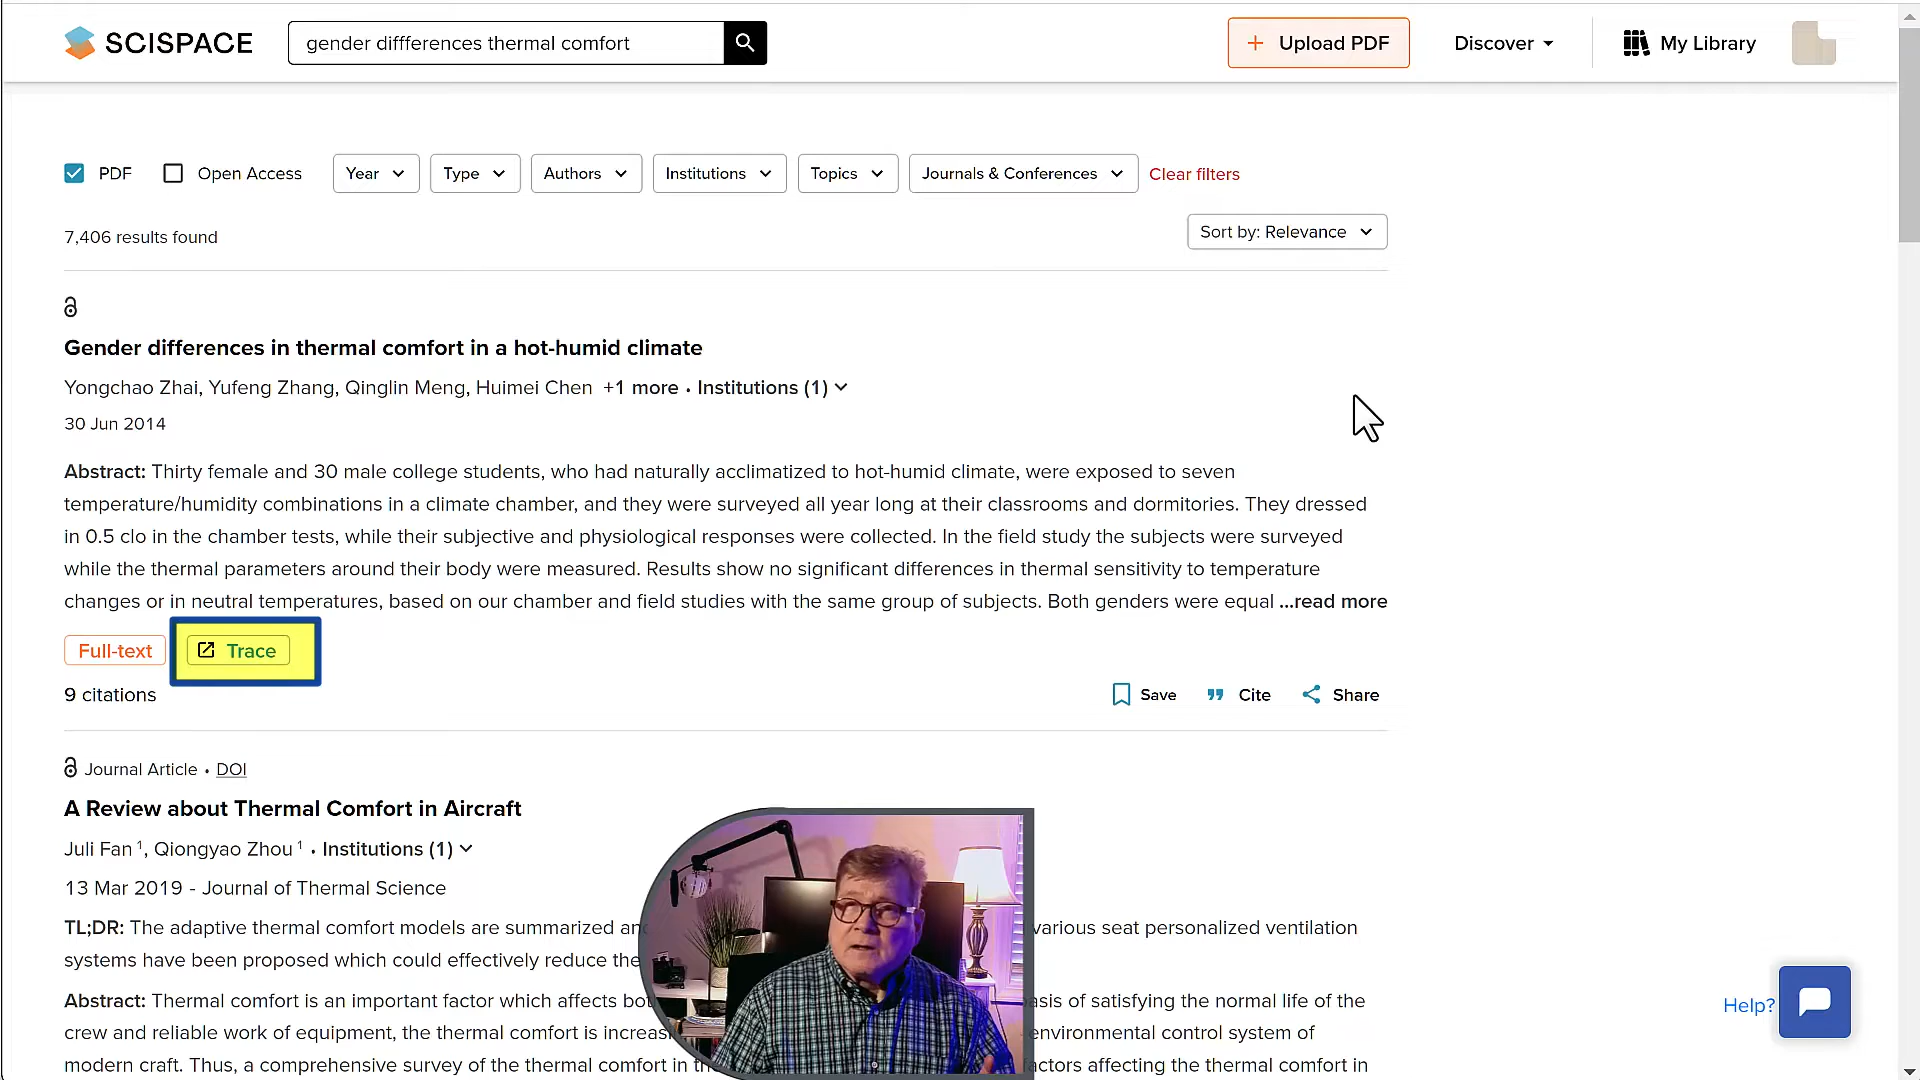 SCISPACE
gender diffferences thermal comfort
+ Upload PDF
Discover
My Library
PDF
Open Access
Year
Type
Authors
Institutions
Topics
Journals & Conferences
Clear filters
7,406 results found
Sort by: Relevance
Gender differences in thermal comfort in a hot-humid climate
Yongchao Zhai, Yufeng Zhang, Qinglin Meng, Huimei Chen +1 more • Institutions (1)
30 Jun 2014
Abstract: Thirty female and 30 male college students, who had naturally acclimatized to hot-humid climate, were exposed to seven
temperature/humidity combinations in a climate chamber, and they were surveyed all year long at their classrooms and dormitories. They dressed
in 0.5 clo in the chamber tests, while their subjective and physiological responses were collected. In the field study the subjects were surveyed
while the thermal parameters around their body were measured. Results show no significant differences in thermal sensitivity to temperature
changes or in neutral temperatures, based on our chamber and field studies with the same group of subjects. Both genders were equal ...read more
Full-text
Trace
9 citations
Save
Cite
Share
Journal Article • DOI
A Review about Thermal Comfort in Aircraft
Juli Fan 1, Qiongyao Zhou 1 • Institutions (1)
13 Mar 2019 - Journal of Thermal Science
TL;DR: The adaptive thermal comfort models are summarized various seat personalized ventilation
systems have been proposed which could effectively reduce the
Abstract: Thermal comfort is an important factor which affects of satisfying the normal life of the
crew and reliable work of equipment, the thermal comfort is environmental control system of
modern craft. Thus, a comprehensive survey of the thermal comfort in affecting the thermal comfort in
Help?